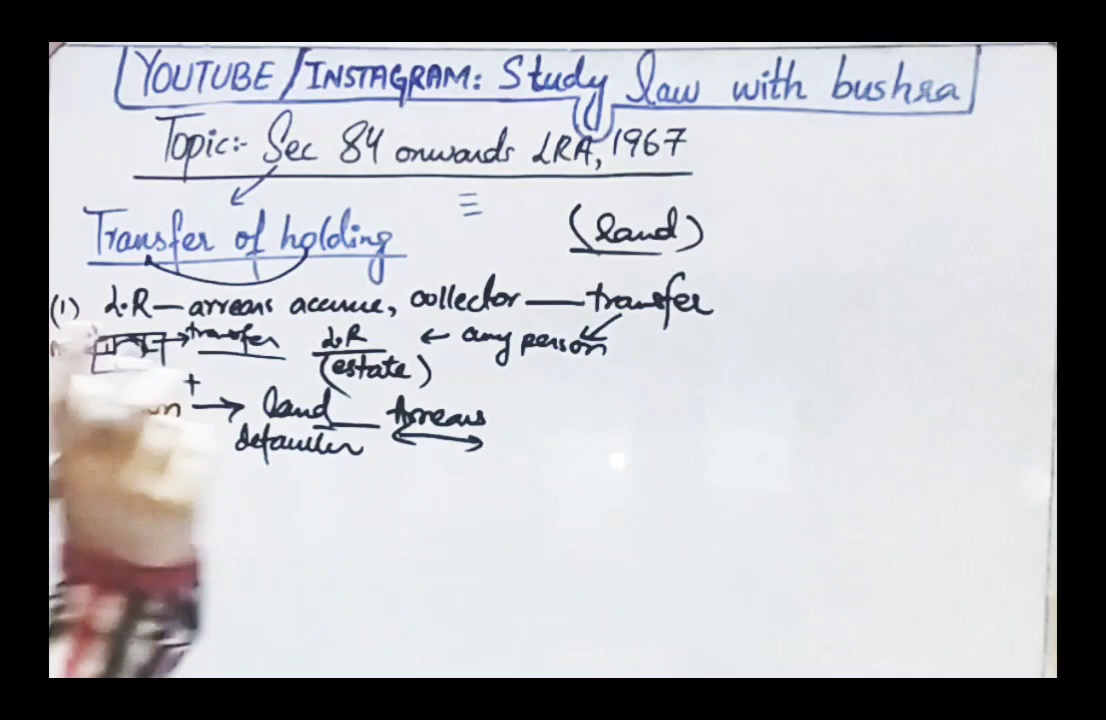 YOUTUBE/INSTAGRAM: Study law with bushra
Topic:- Sec 84 onwards LRA, 1967
Transfer of holding (land)
(1) L.R — arrears accrue, collector — transfer
transfer L.R ← any person
(estate)
+
→ land Arrears
defaulter